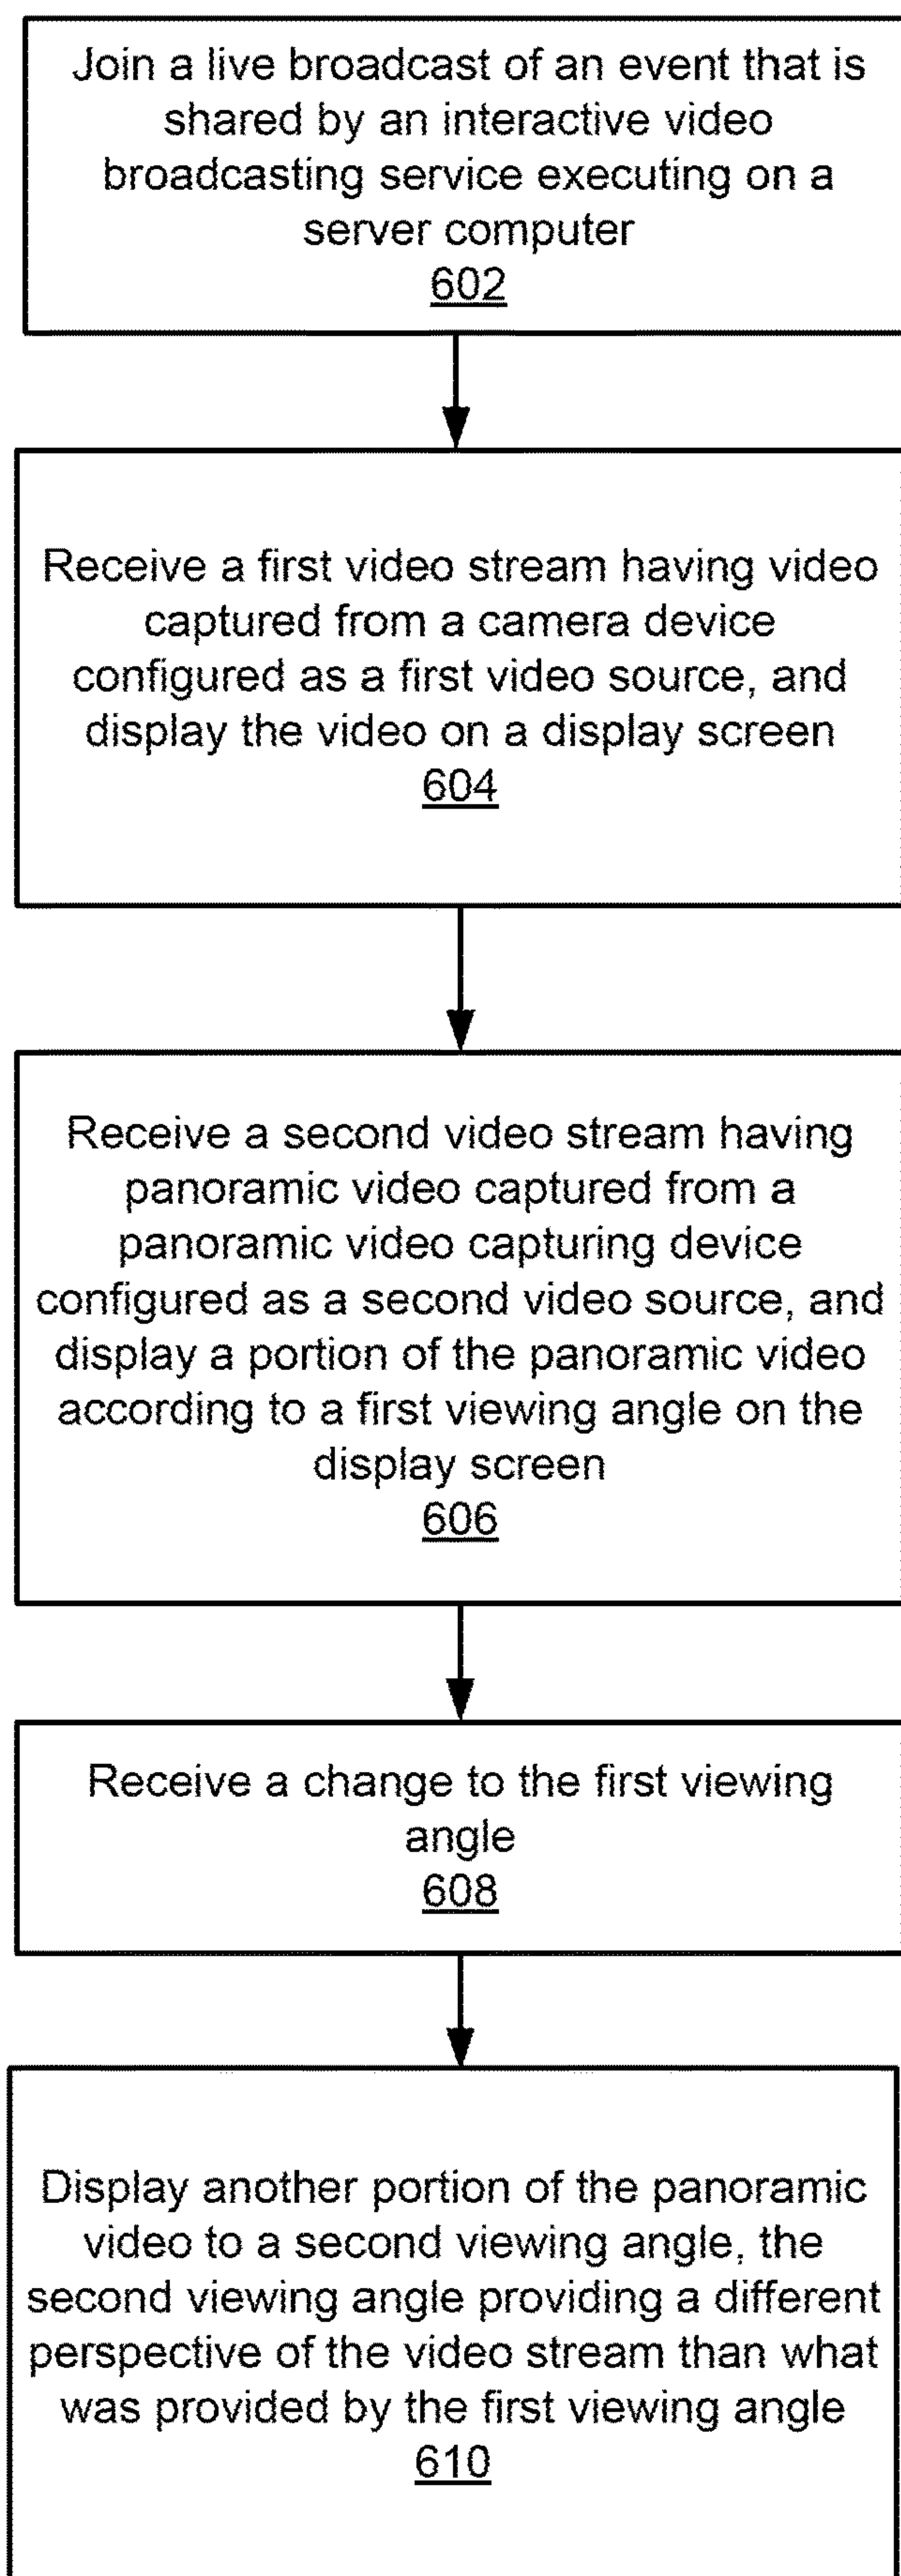 Join a live broadcast of an event that is
shared by an interactive video
broadcasting service executing on a
server computer
602
Receive a first video stream having video
captured from a camera device
configured as a first video source, and
display the video on a display screen
604
Receive a second video stream having
panoramic video captured from a
panoramic video capturing device
configured as a second video source, and
display a portion of the panoramic video
according to a first viewing angle on the
display screen
606
Receive a change to the first viewing
angle
608
Display another portion of the panoramic
video to a second viewing angle, the
second viewing angle providing a different
perspective of the video stream than what
was provided by the first viewing angle
610